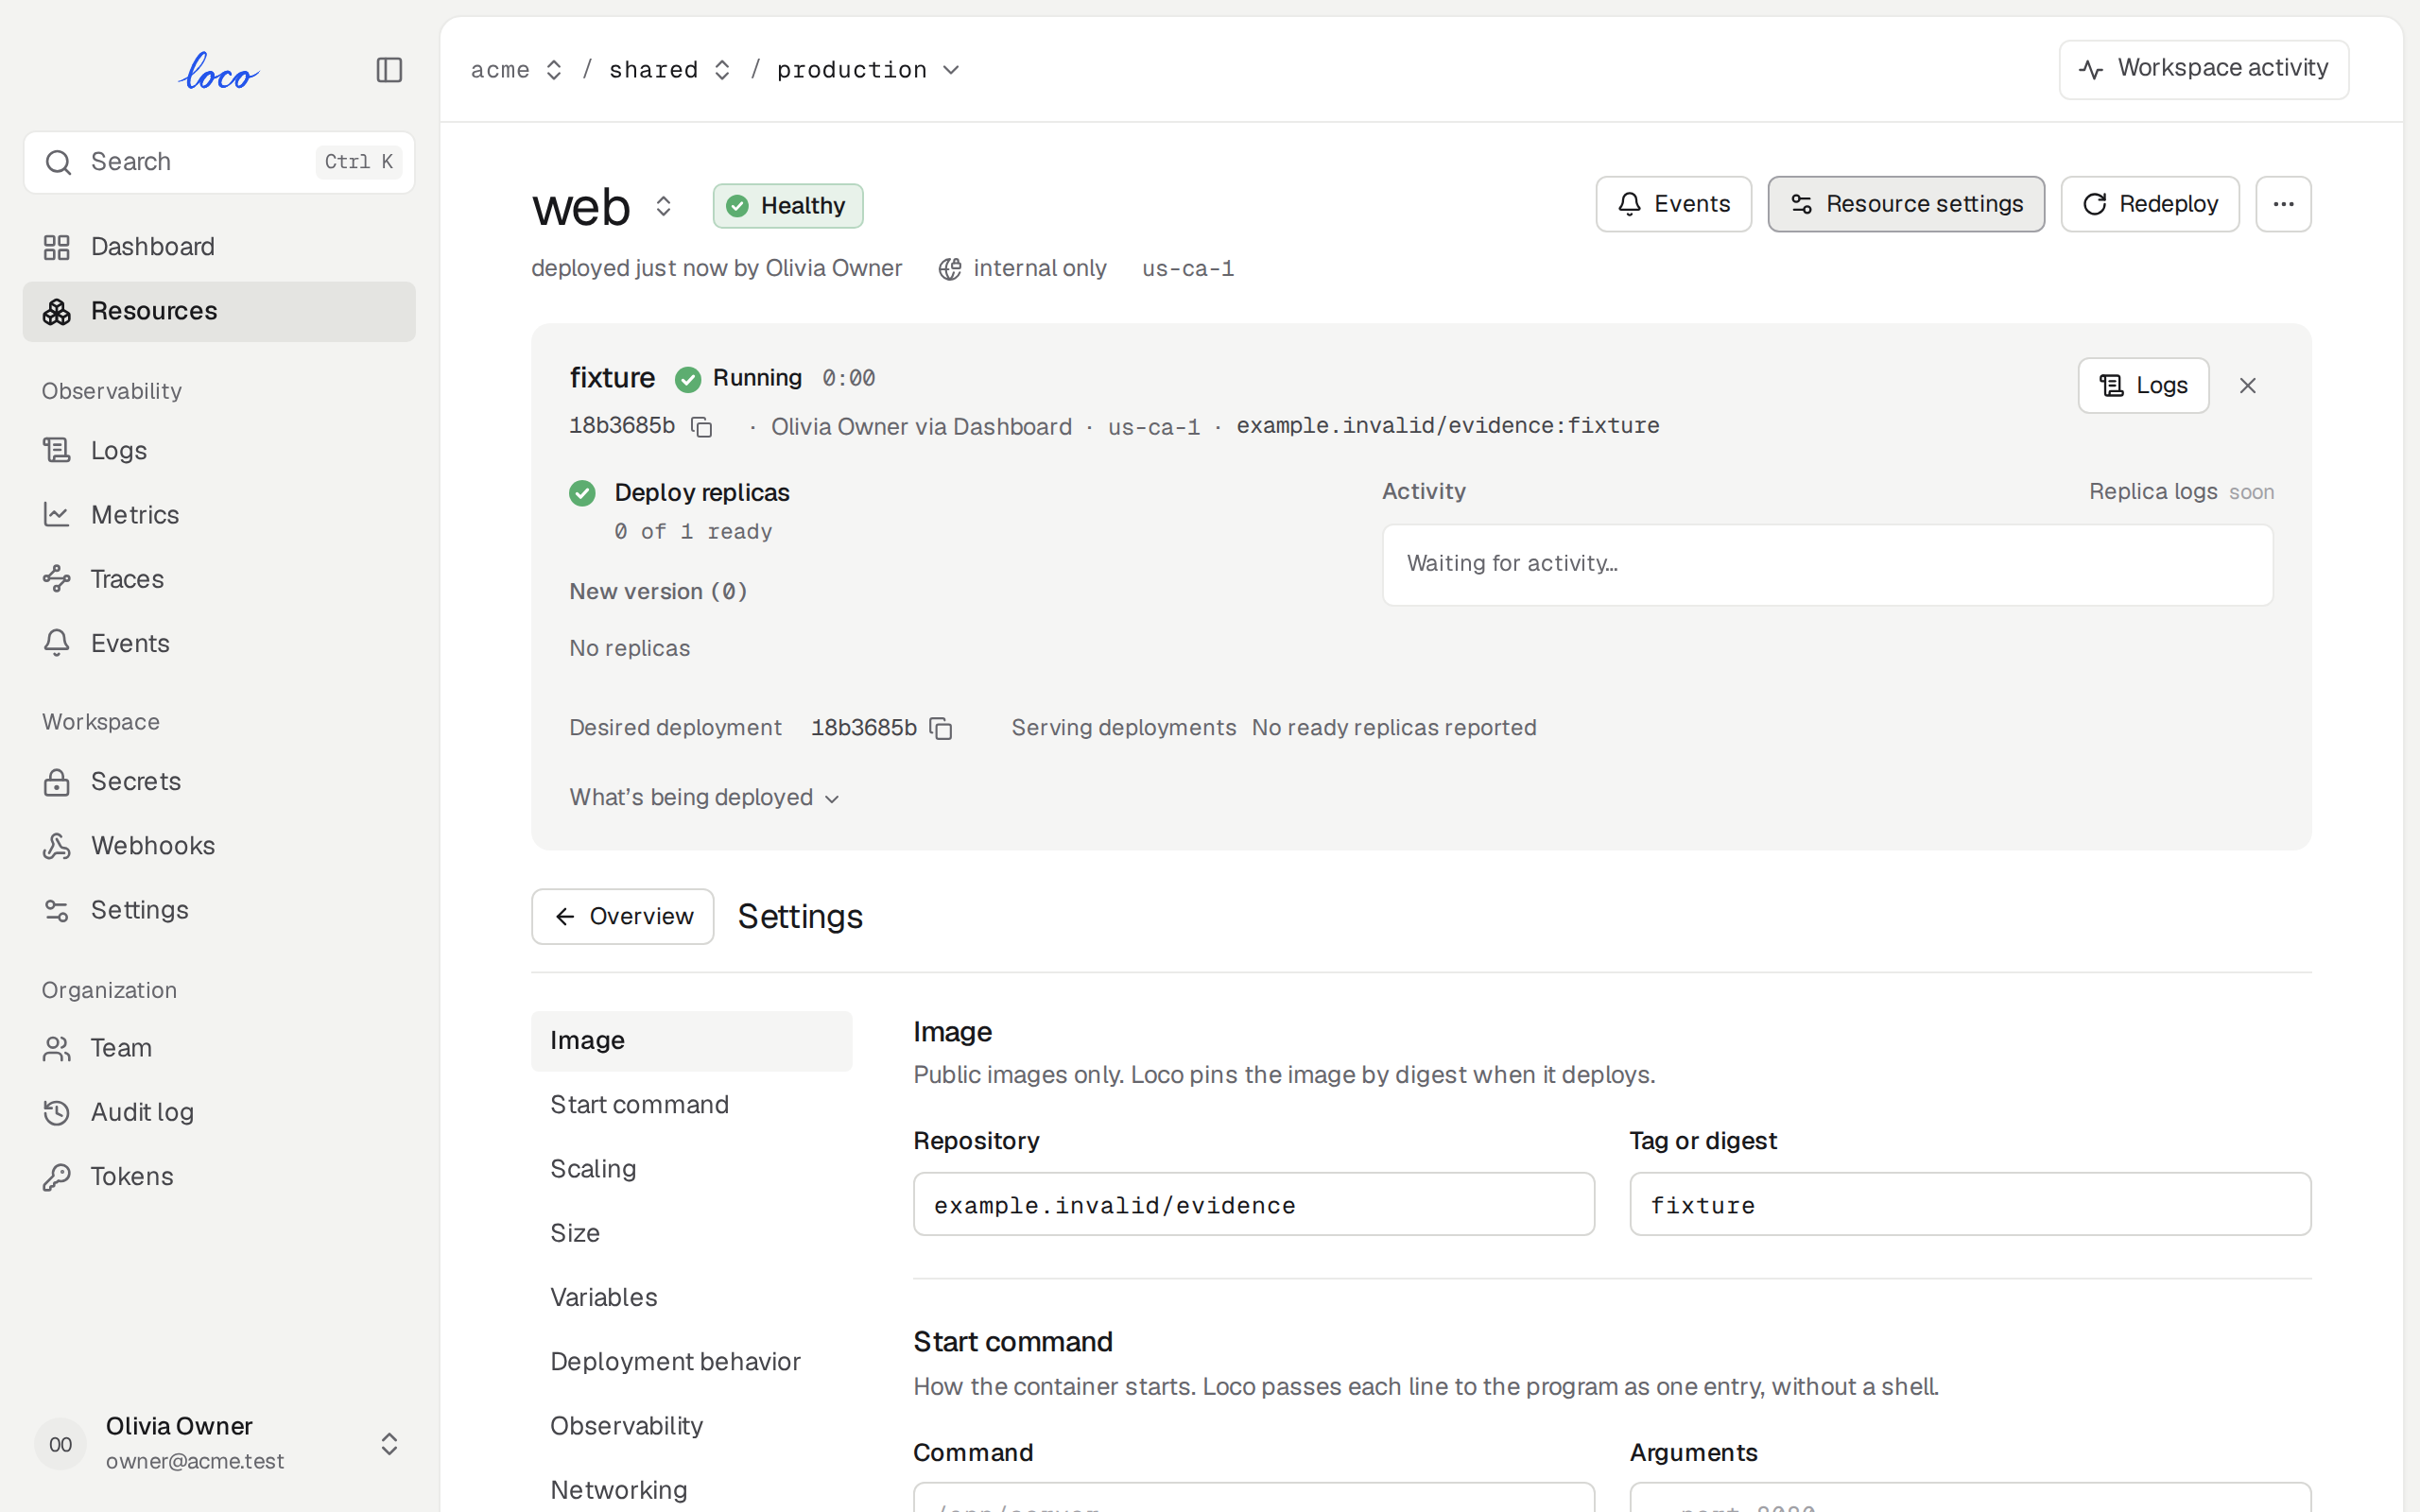 loco
Search Ctrl K
Dashboard
Resources
Observability
Logs
Metrics
Traces
Events
Workspace
Secrets
Webhooks
Settings
Organization
Team
Audit log
Tokens
OO Olivia Owner
owner@acme.test
acme / shared / production
Workspace activity
web Healthy
Events Resource settings Redeploy ...
deployed just now by Olivia Owner internal only us-ca-1
fixture Running 0:00
Logs
18b3685b · Olivia Owner via Dashboard · us-ca-1 · example.invalid/evidence:fixture
Deploy replicas
0 of 1 ready
New version (0)
No replicas
Activity Replica logs soon
Waiting for activity…
Desired deployment 18b3685b Serving deployments No ready replicas reported
What’s being deployed
Overview Settings
Image
Start command
Scaling
Size
Variables
Deployment behavior
Observability
Networking
Image
Public images only. Loco pins the image by digest when it deploys.
Repository Tag or digest
example.invalid/evidence fixture
Start command
How the container starts. Loco passes each line to the program as one entry, without a shell.
Command Arguments